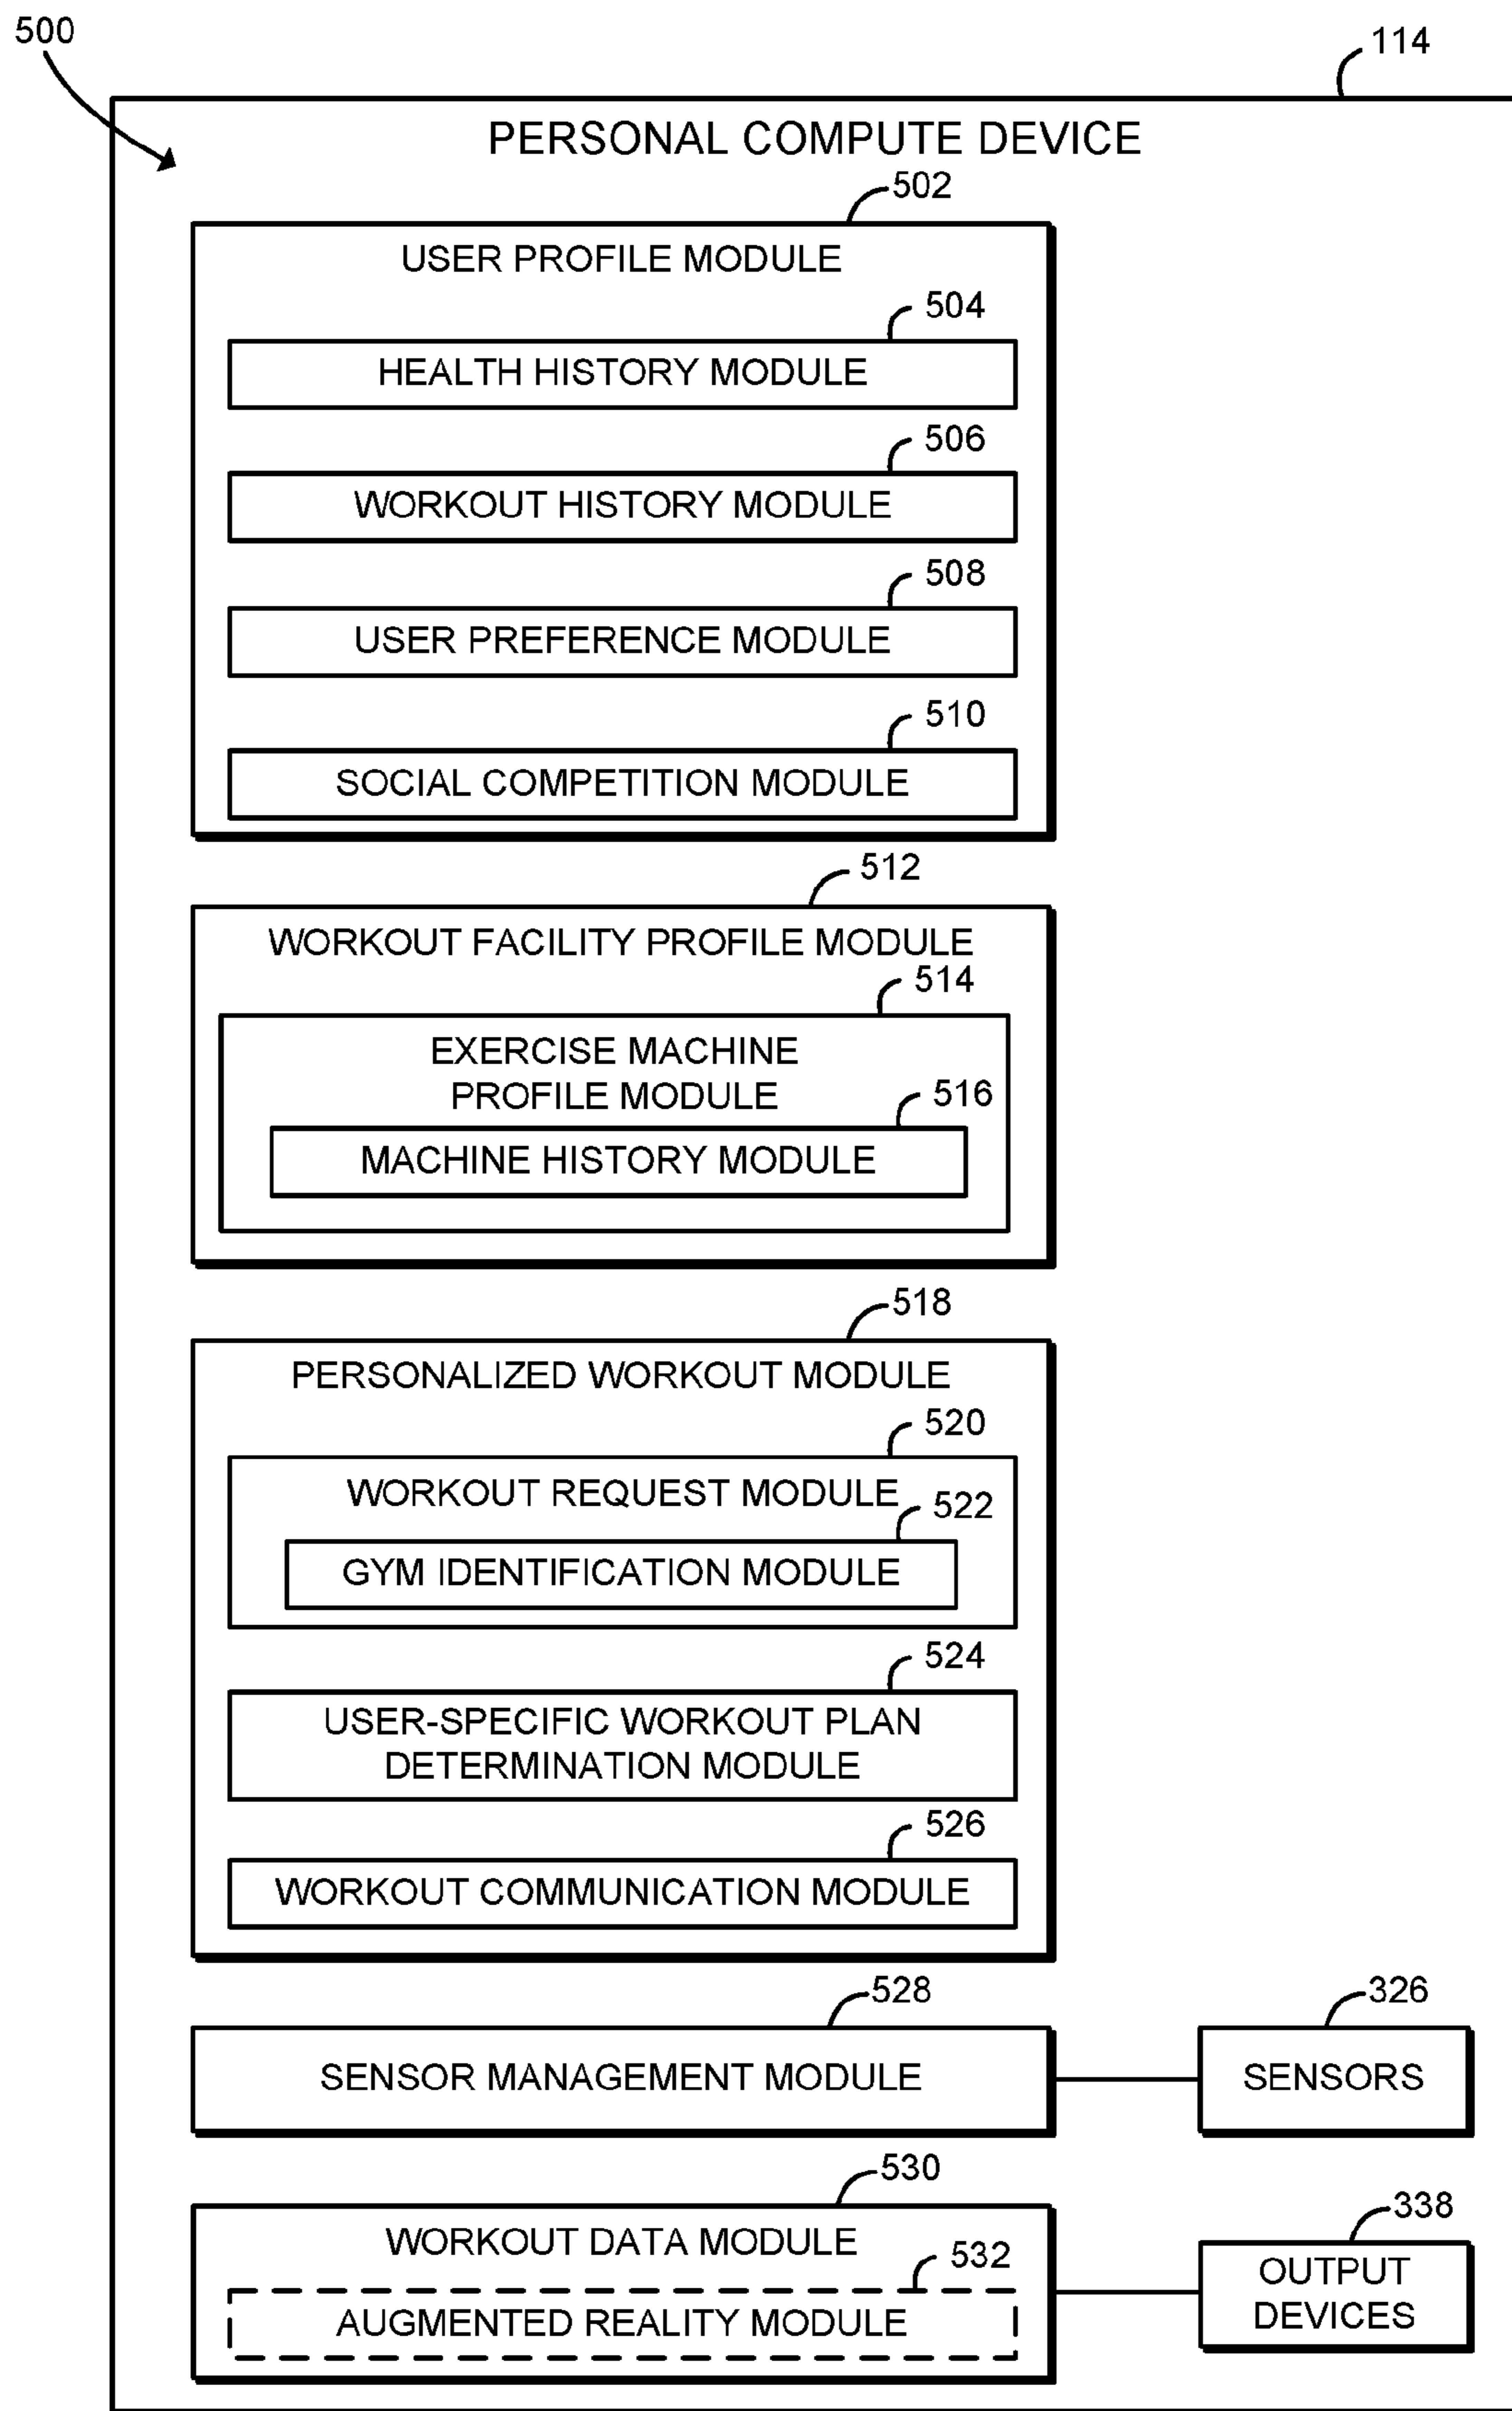 500
114
PERSONAL COMPUTE DEVICE
502
USER PROFILE MODULE
504
HEALTH HISTORY MODULE
506
WORKOUT HISTORY MODULE
508
USER PREFERENCE MODULE
510
SOCIAL COMPETITION MODULE
512
WORKOUT FACILITY PROFILE MODULE
514
EXERCISE MACHINE
PROFILE MODULE
516
MACHINE HISTORY MODULE
518
PERSONALIZED WORKOUT MODULE
520
WORKOUT REQUEST MODULE
522
GYM IDENTIFICATION MODULE
524
USER-SPECIFIC WORKOUT PLAN
DETERMINATION MODULE
526
WORKOUT COMMUNICATION MODULE
528
326
SENSOR MANAGEMENT MODULE
SENSORS
530
338
WORKOUT DATA MODULE
532
AUGMENTED REALITY MODULE
OUTPUT
DEVICES